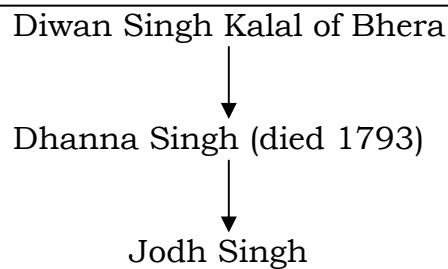 Diwan Singh Kalal of Bhera
Dhanna Singh (died 1793)
Jodh Singh